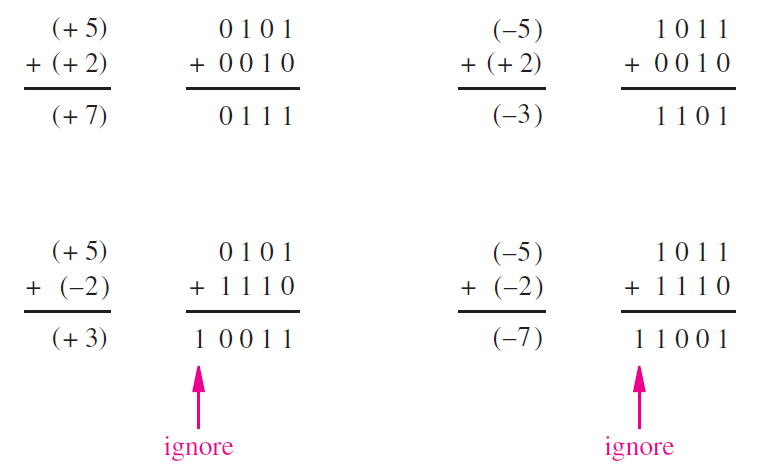 (+ 5) 0 1 0 1 (–5) 1 0 1 1
+ (+ 2) + 0 0 1 0 + (+ 2) + 0 0 1 0
(+ 7) 0 1 1 1 (–3) 1 1 0 1
(+ 5) 0 1 0 1 (–5) 1 0 1 1
+ (–2) + 1 1 1 0 + (–2) + 1 1 1 0
(+ 3) 1 0 0 1 1 (–7) 1 1 0 0 1
ignore ignore